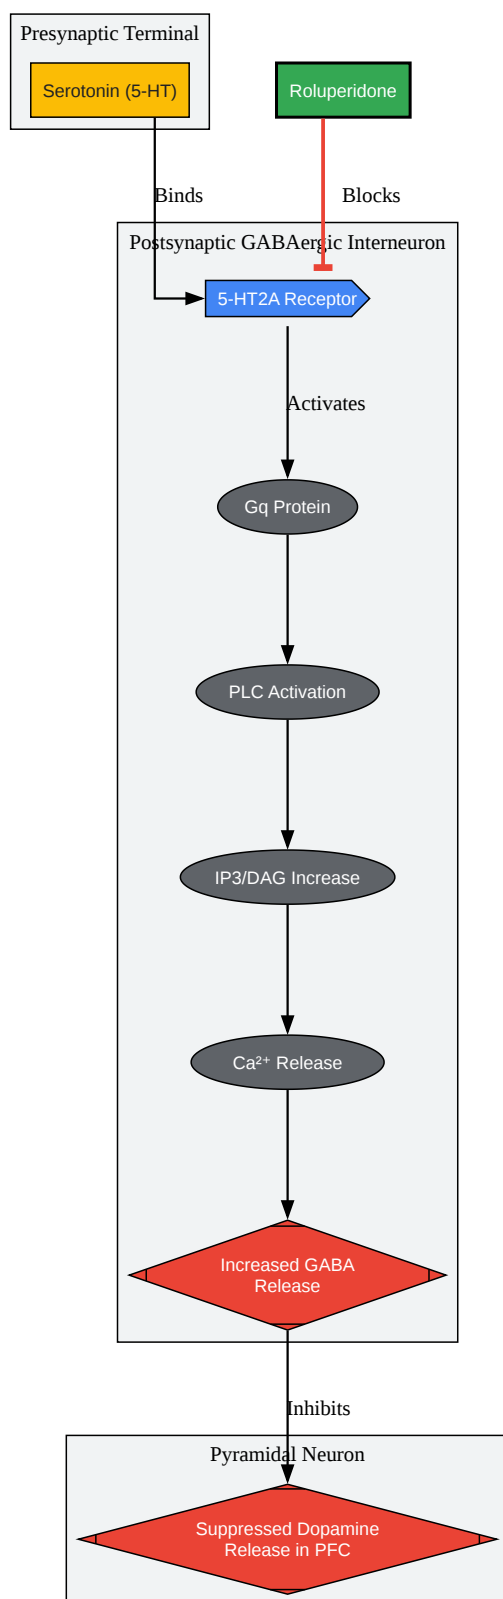 Presynaptic Terminal
Serotonin (5-HT)
Roluperidone
Binds
Blocks
Postsynaptic GABAergic Interneuron
5-HT2A Receptor
Activates
Gq Protein
PLC Activation
IP3/DAG Increase
Ca²⁺ Release
Increased GABA
Release
Inhibits
Pyramidal Neuron
Suppressed Dopamine
Release in PFC